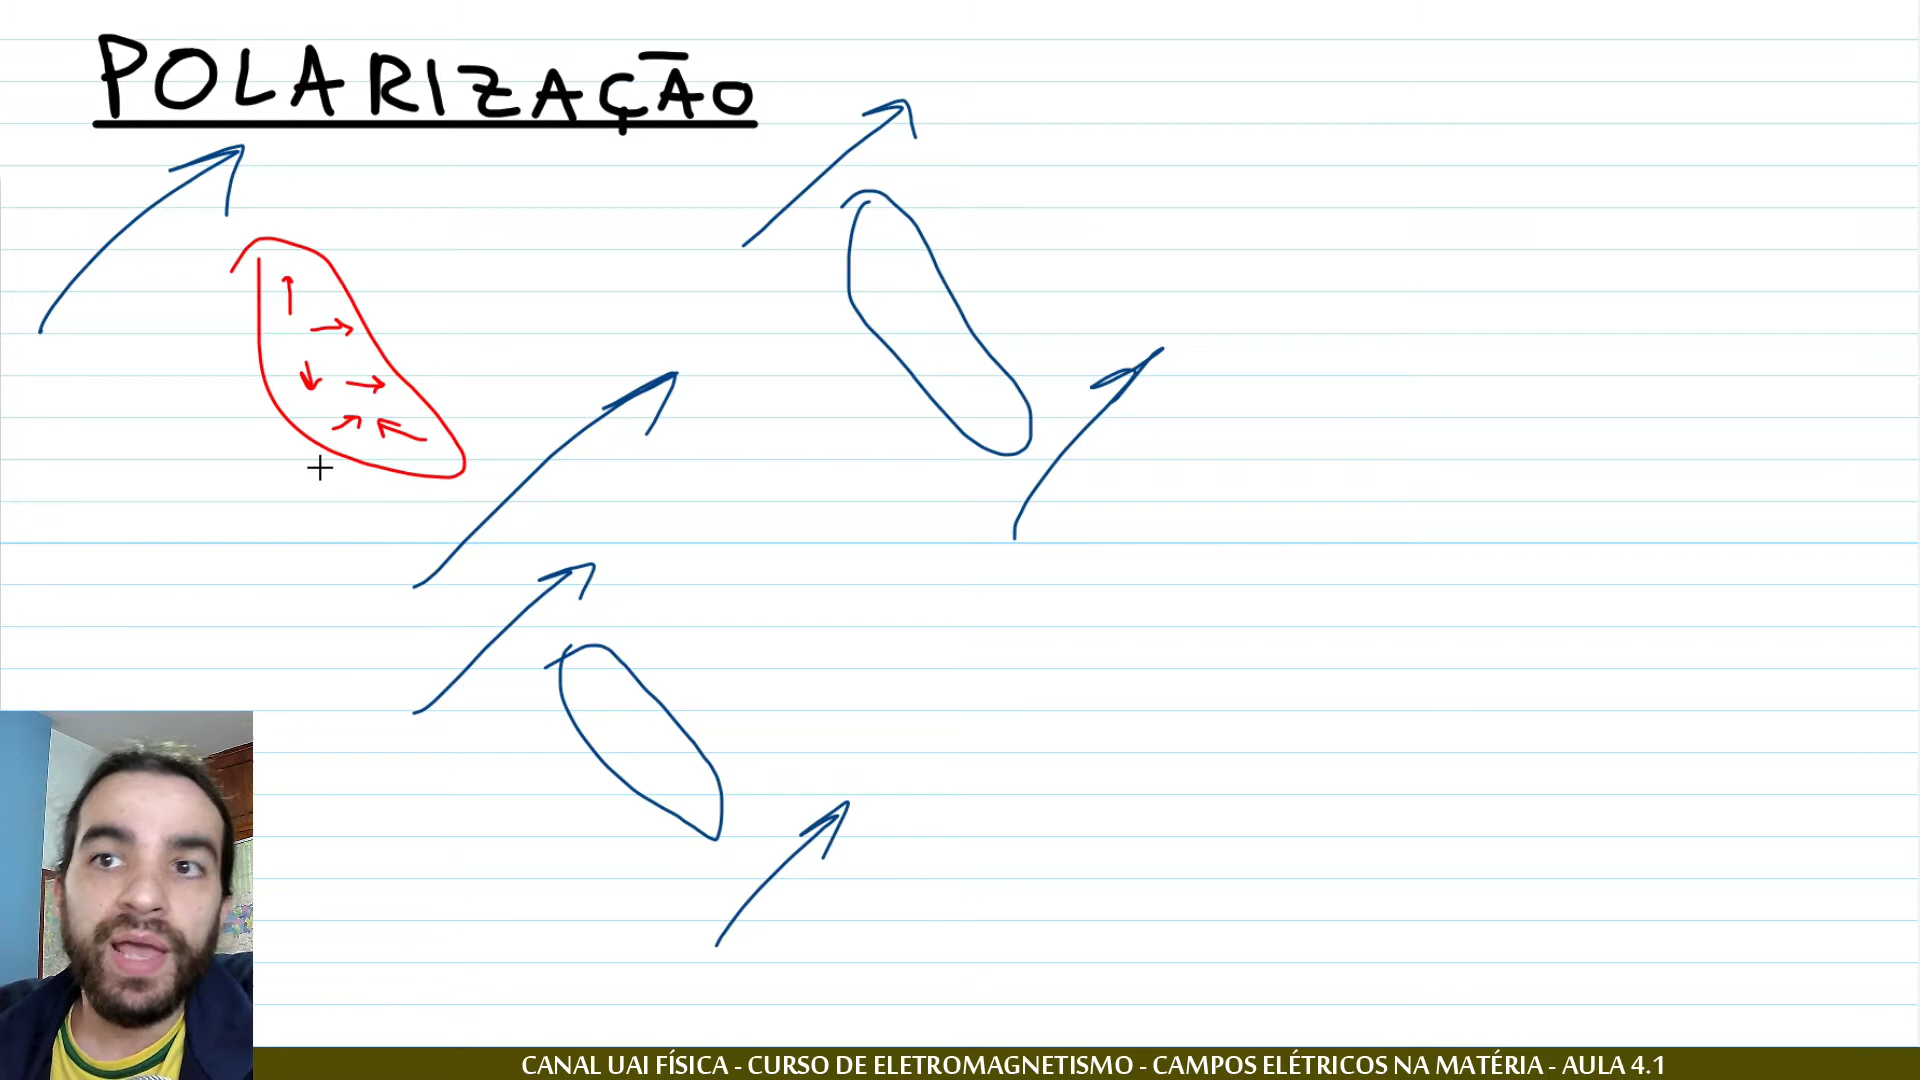 POLARIZAÇÃO
CANAL UAI FÍSICA - CURSO DE ELETROMAGNETISMO - CAMPOS ELÉTRICOS NA MATÉRIA - AULA 4.1